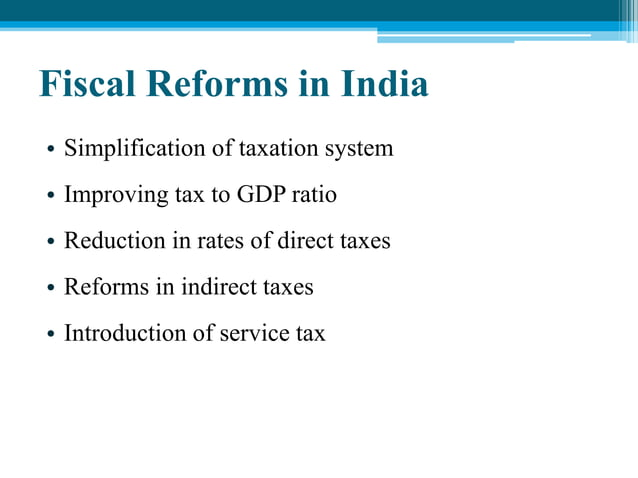 Fiscal Reforms in India
• Simplification of taxation system
• Improving tax to GDP ratio
• Reduction in rates of direct taxes
• Reforms in indirect taxes
• Introduction of service tax